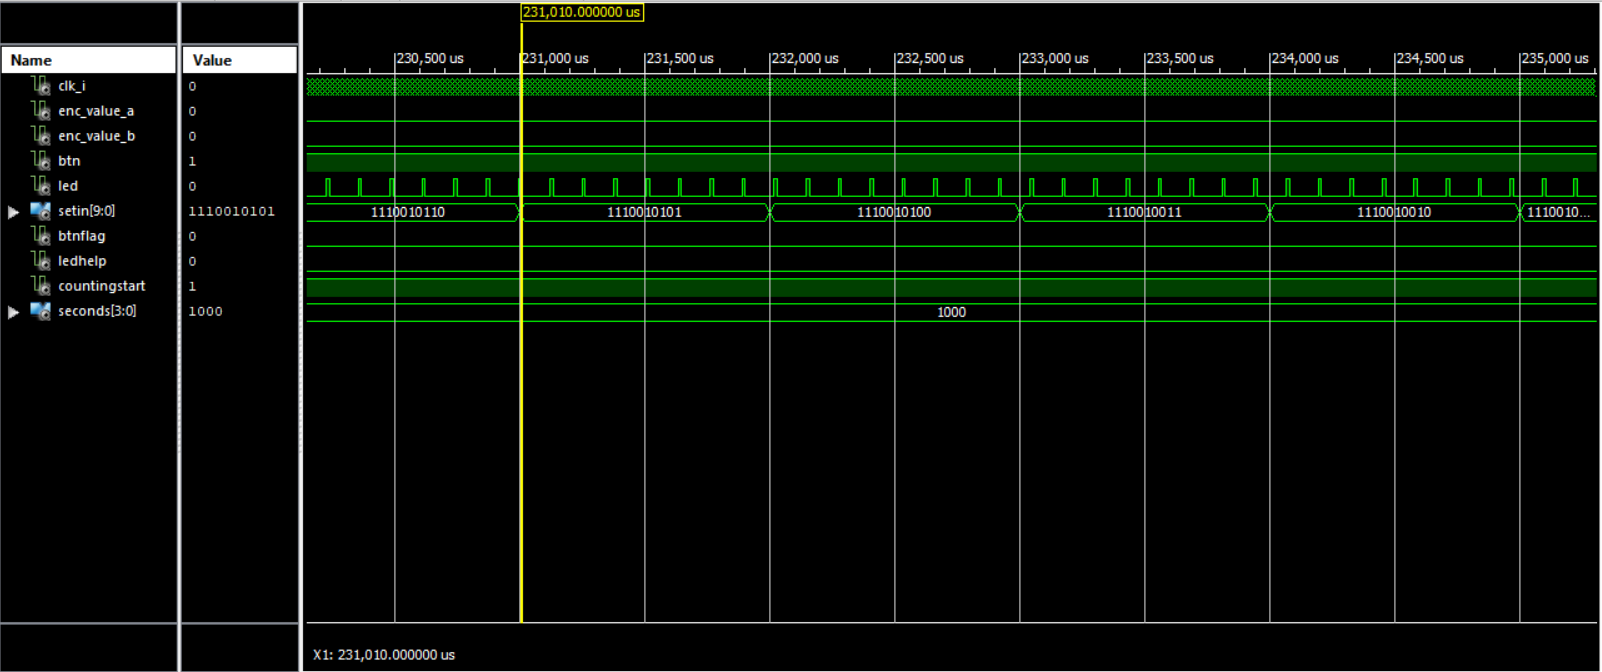 231,010.000000 us
Name Value
230,500 us 231,000 us 231,500 us 232,000 us 232,500 us 233,000 us 233,500 us 234,000 us 234,500 us 235,000 us
clk_i 0
enc_value_a 0
enc_value_b 0
btn 1
led 0
setin[9:0] 1110010101 1110010110 1110010101 1110010100 1110010011 1110010010 1110010...
btnflag 0
ledhelp 0
countingstart 1
seconds[3:0] 1000 1000
X1: 231,010.000000 us